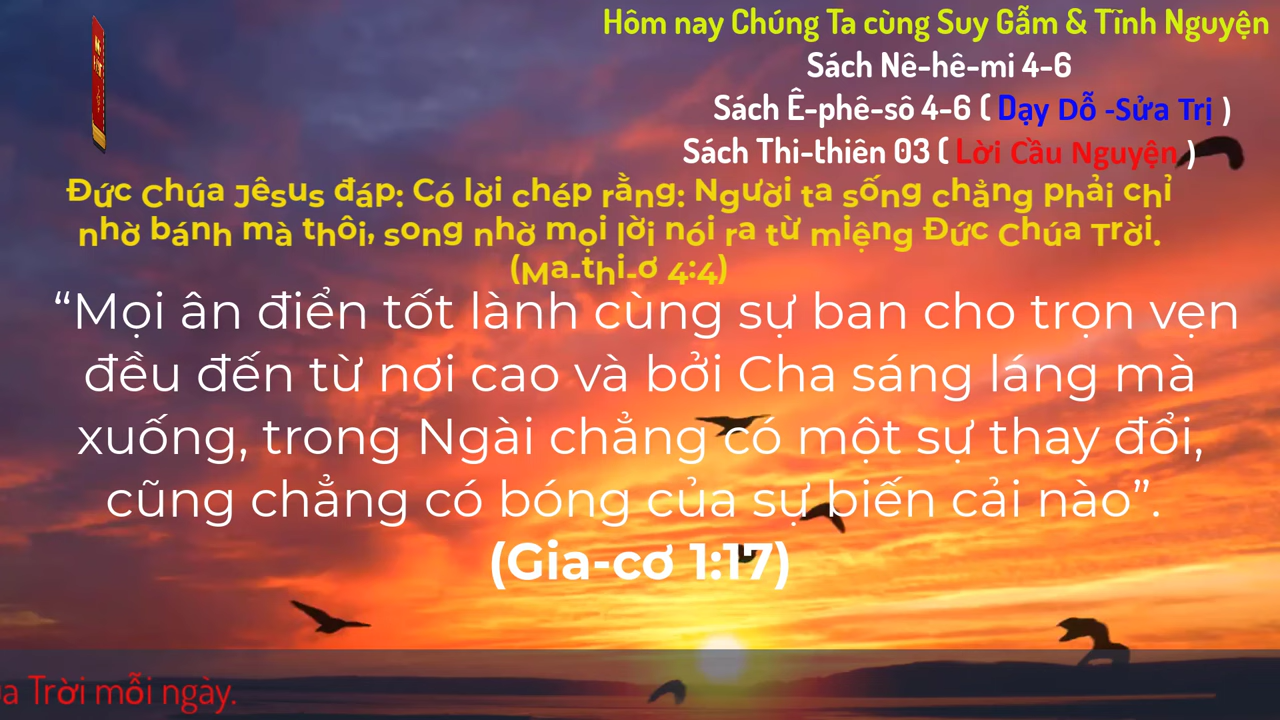 Hôm nay Chúng Ta cùng Suy Gẫm & Tĩnh Nguyện
Sách Nê-hê-mi 4-6
Sách Ê-phê-sô 4-6 ( Dạy Dỗ -Sửa Trị )
Sách Thi-thiên 03 ( Lời Cầu Nguyện )
Đức Chúa Jêsus đáp: Có lời chép rằng: Người ta sống chẳng phải chỉ
nhờ bánh mà thôi, song nhờ mọi lời nói ra từ miệng Đức Chúa Trời.
(Ma-thi-ơ 4:4)
“Mọi ân điển tốt lành cùng sự ban cho trọn vẹn
đều đến từ nơi cao và bởi Cha sáng láng mà
xuống, trong Ngài chẳng có một sự thay đổi,
cũng chẳng có bóng của sự biến cải nào”.
(Gia-cơ 1:17)
Trời mỗi ngày.